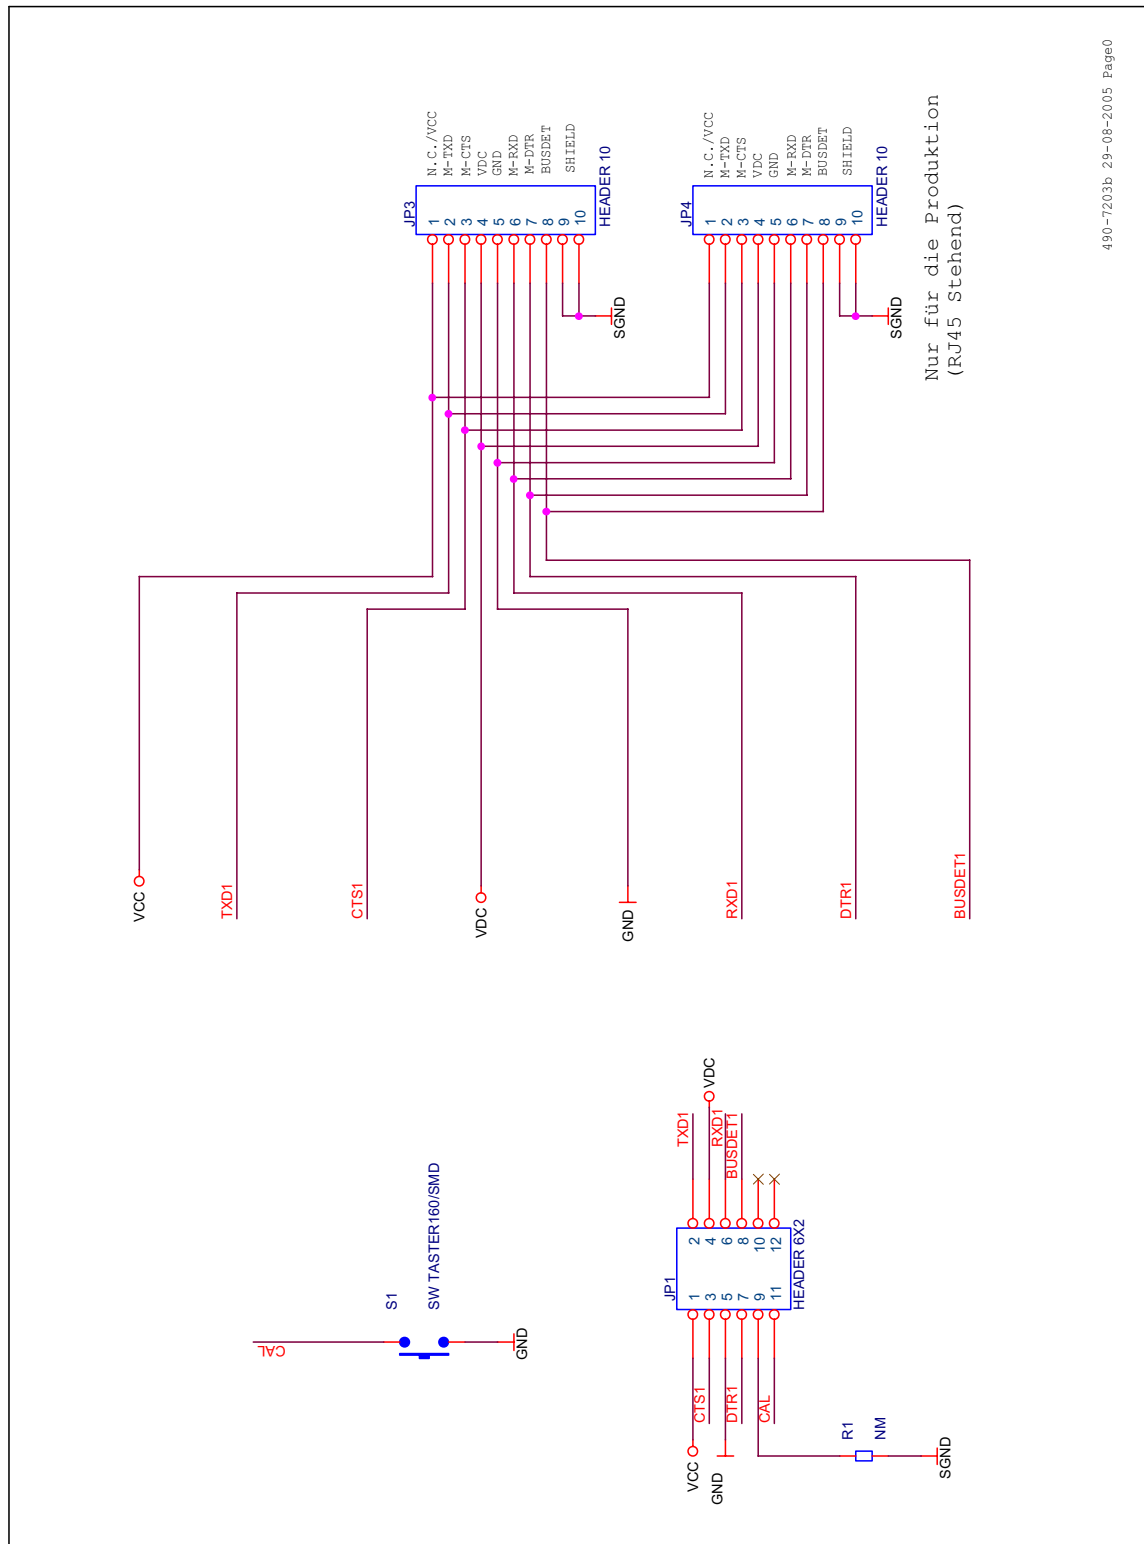 490-7203b 29-08-2005 Page0
JP3
1
2
3
4
5
6
7
8
9
10
N.C./VCC
M-TXD
M-CTS
VDC
GND
M-RXD
M-DTR
BUSDET
SHIELD
HEADER 10
SGND
JP4
1
2
3
4
5
6
7
8
9
10
N.C./VCC
M-TXD
M-CTS
VDC
GND
M-RXD
M-DTR
BUSDET
SHIELD
HEADER 10
SGND
Nur für die Produktion
(RJ45 Stehend)
VCC
TXD1
CTS1
VDC
GND
RXD1
DTR1
BUSDET1
S1
SW TASTER160/SMD
CAL
GND
JP1
1
3
5
7
9
11
2
4
6
8
10
12
HEADER 6X2
TXD1
VDC
RXD1
BUSDET1
VCC
CTS1
GND
DTR1
CAL
R1
NM
SGND